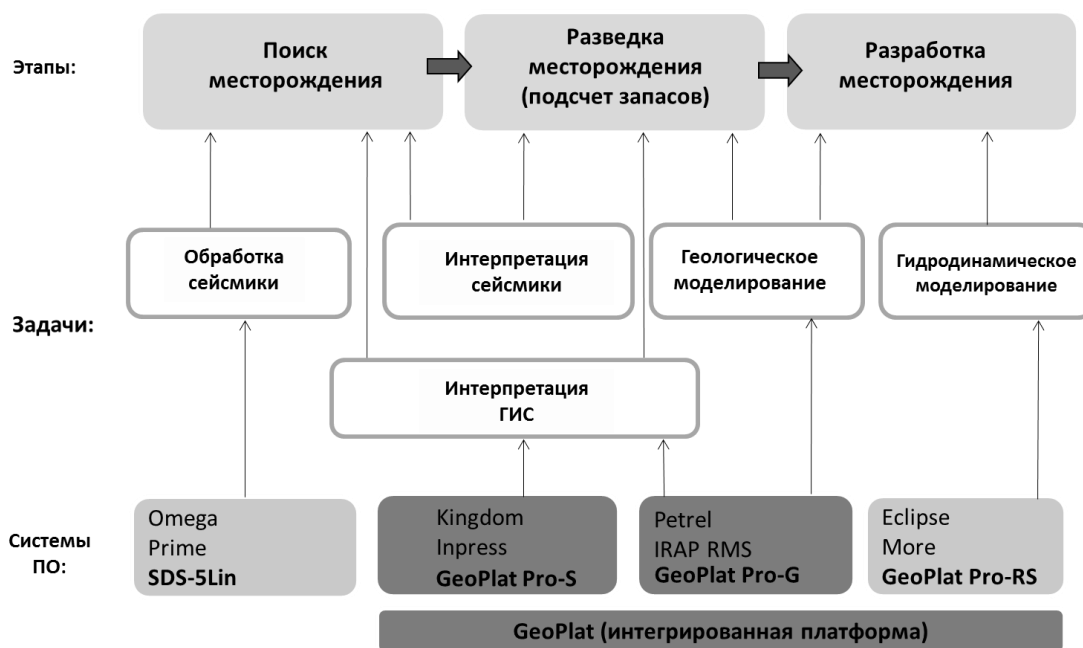 Этапы:
Поиск
месторождения
Разведка
месторождения
(подсчет запасов)
Разработка
месторождения
Задачи:
Обработка
сейсмики
Интерпретация
сейсмики
Геологическое
моделирование
Гидродинамическое
моделирование
Интерпретация
ГИС
Системы
ПО:
Omega
Prime
SDS-5Lin
Kingdom
Inpress
GeoPlat Pro-S
Petrel
IRAP RMS
GeoPlat Pro-G
Eclipse
More
GeoPlat Pro-RS
GeoPlat (интегрированная платформа)